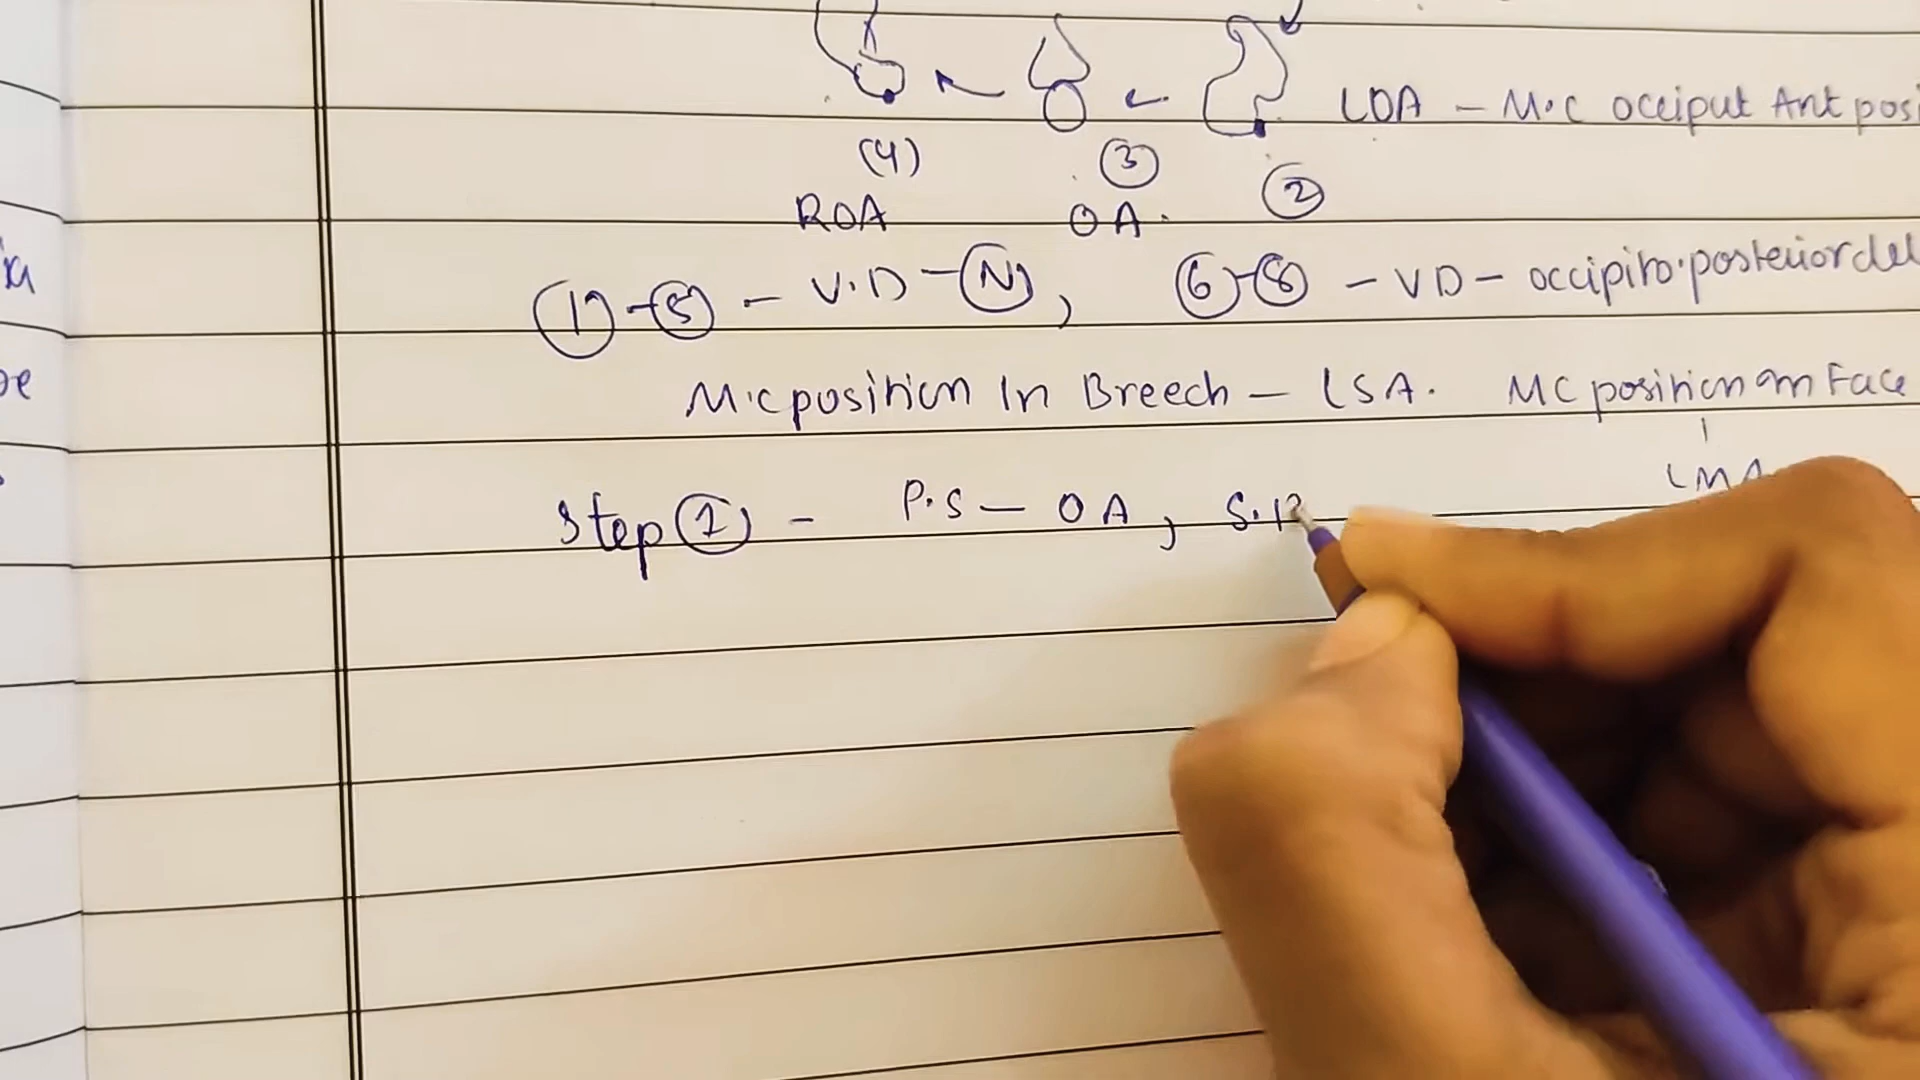 LOA - M.C occiput Ant posi
(4) 3 2
ROA OA.
1 - 5 - V.D - N, 6 - 8 - VD - occipito.posterior del
M.c position In Breech - LSA. MC position in Face
LMA
Step 1 - P.S - OA, S.P